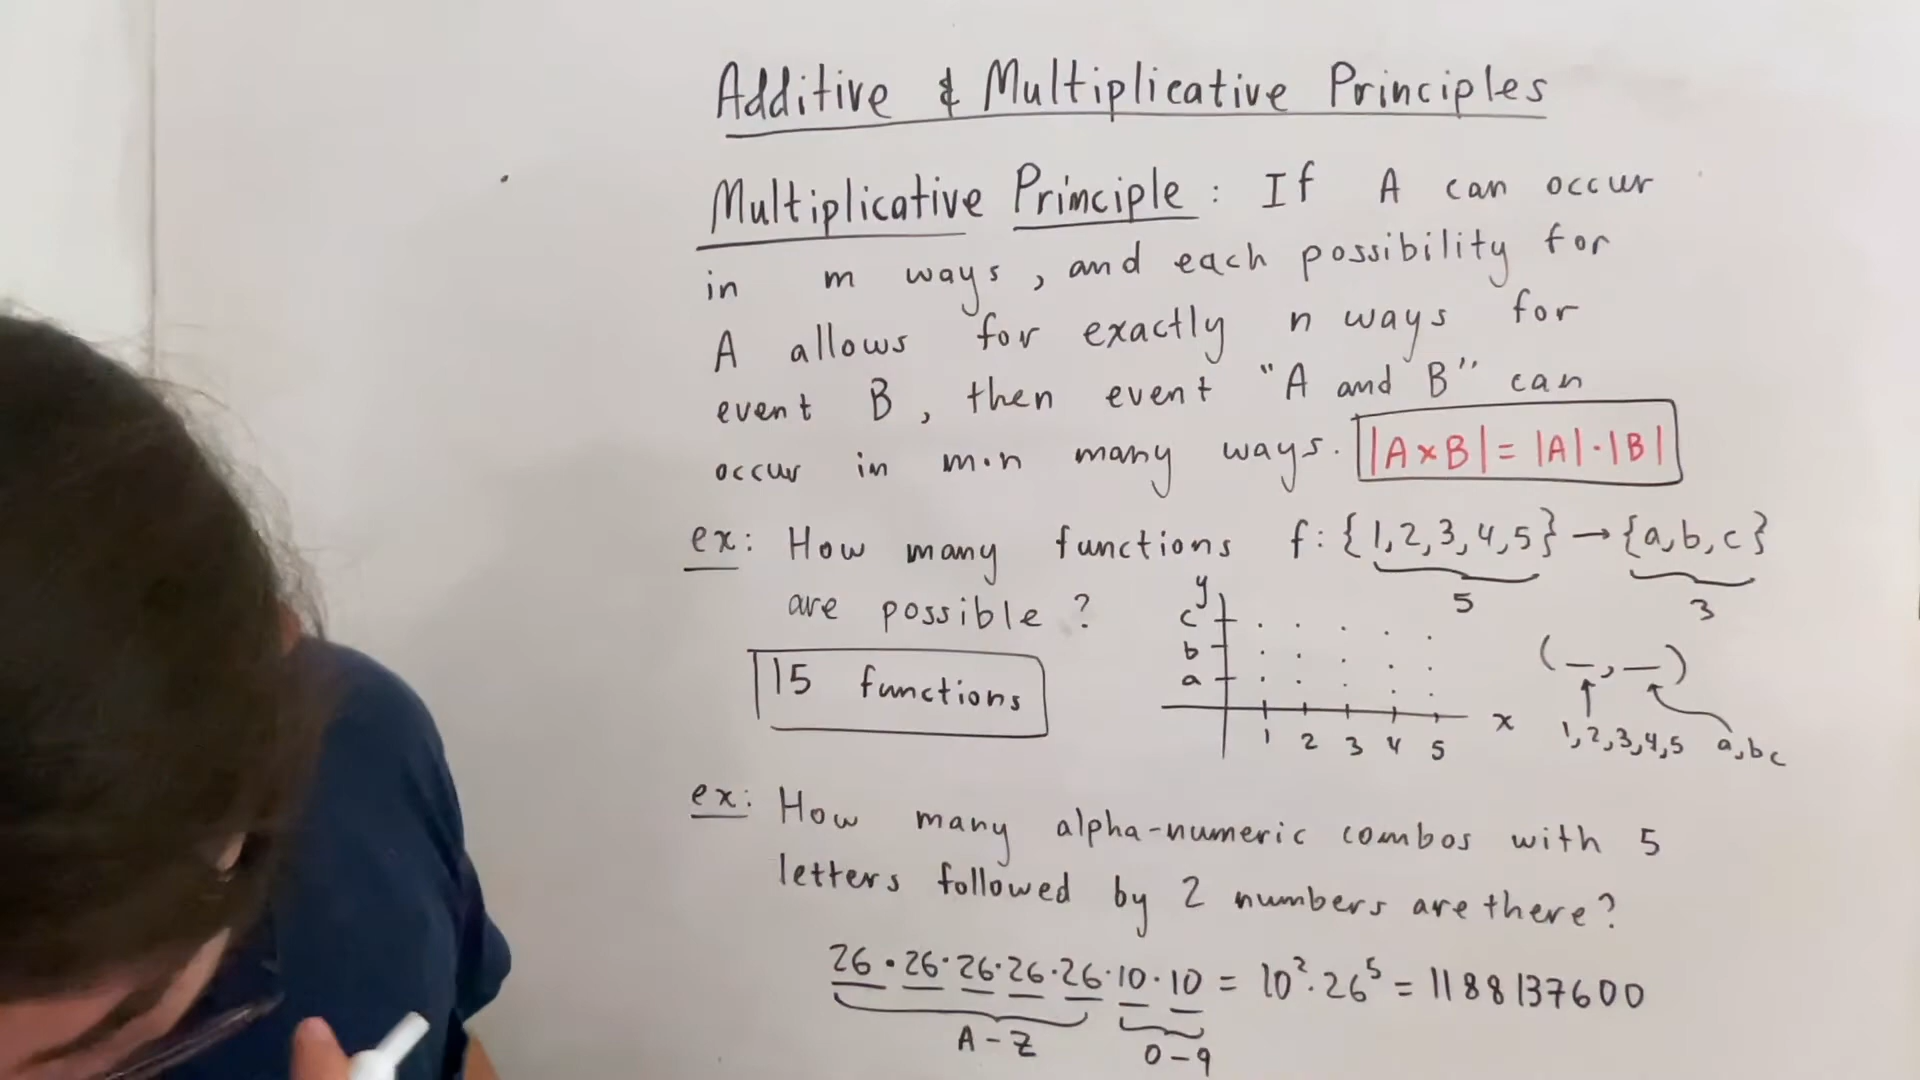 Additive & Multiplicative Principles
Multiplicative Principle: If A can occur
in m ways, and each possibility for
A allows for exactly n ways for
event B, then event "A and B" can
occur in m·n many ways. |A×B| = |A|·|B|
ex: How many functions f: {1,2,3,4,5} → {a,b,c}
5 3
are possible?
15 functions
y
c
b
a
1 2 3 4 5 x
(_,_)
1,2,3,4,5 a,b c
ex: How many alpha-numeric combos with 5
letters followed by 2 numbers are there?
26·26·26·26·26·10·10 = 10²·26⁵ = 1188137600
A-Z 0-9